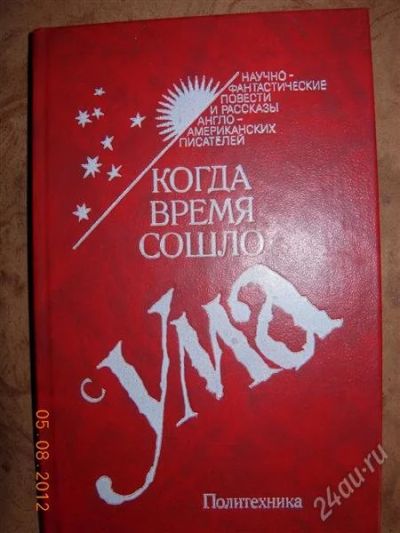 НАУЧНО-
ФАНТАСТИЧЕСКИЕ
ПОВЕСТИ
И РАССКАЗЫ
АНГЛО-
АМЕРИКАНСКИХ
ПИСАТЕЛЕЙ
КОГДА
ВРЕМЯ
СОШЛО
с УМА
Политехника
05.08.2012
24au.ru